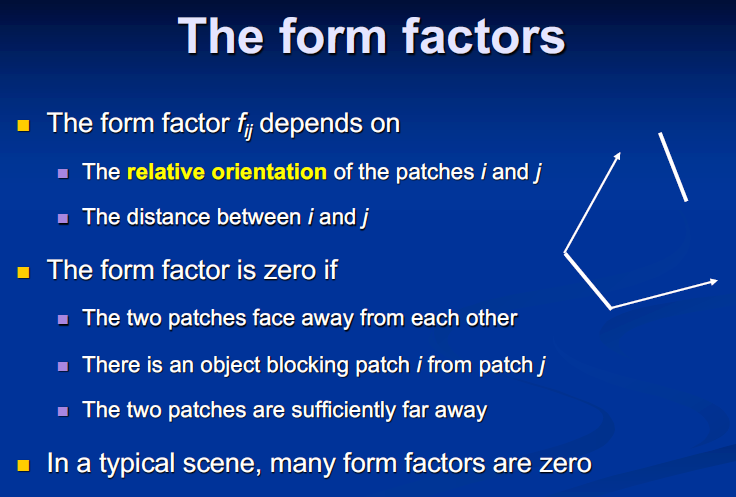 The form factors
The form factor fij depends on
The relative orientation of the patches i and j
The distance between i and j
The form factor is zero if
The two patches face away from each other
There is an object blocking patch i from patch j
The two patches are sufficiently far away
In a typical scene, many form factors are zero